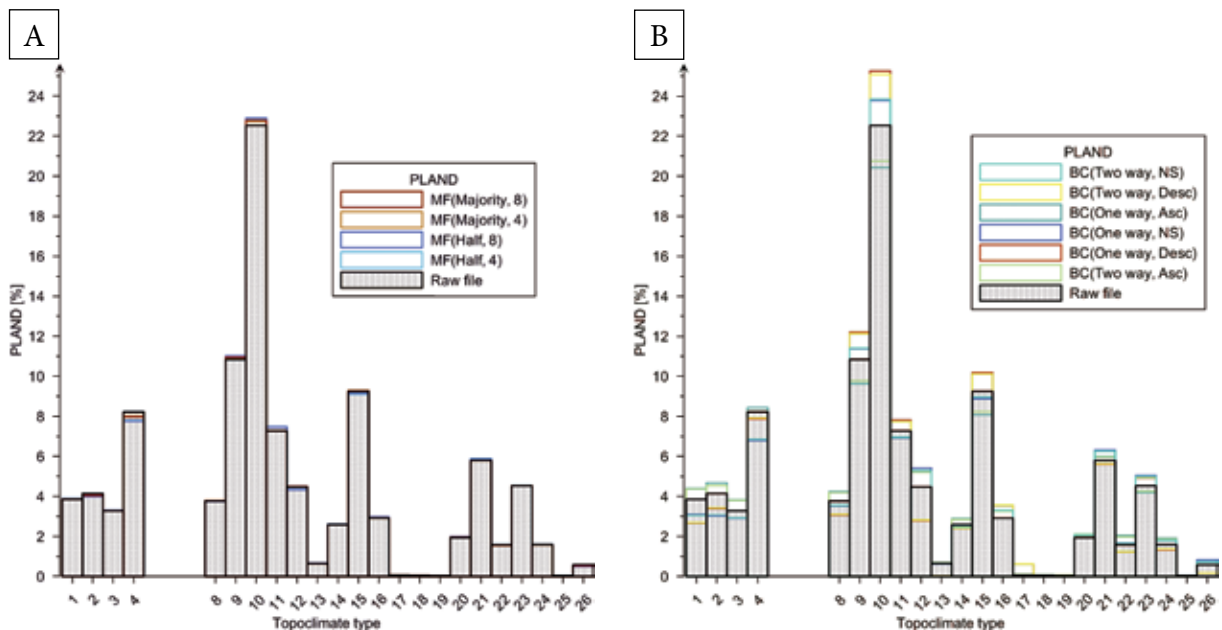 A
24
22
20
18
16
14
12
10
8
6
4
2
0
PLAND [%]
PLAND
MF(Majority, 8)
MF(Majority, 4)
MF(Half, 8)
MF(Half, 4)
Raw file
1 2 3 4 8 9 10 11 12 13 14 15 16 17 18 19 20 21 22 23 24 25 26
Topoclimate type
B
24
22
20
18
16
14
12
10
8
6
4
2
0
PLAND [%]
PLAND
BC(Two way, NS)
BC(Two way, Desc)
BC(One way, Asc)
BC(One way, NS)
BC(One way, Desc)
BC(Two way, Asc)
Raw file
1 2 3 4 8 9 10 11 12 13 14 15 16 17 18 19 20 21 22 23 24 25 26
Topoclimate type